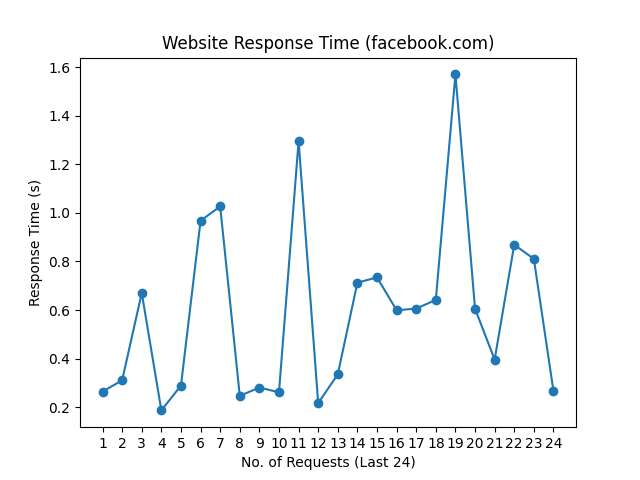 Website Response Time (facebook.com)
Response Time (s)
1.6
1.4
1.2
1.0
0.8
0.6
0.4
0.2
1 2 3 4 5 6 7 8 9 10 11 12 13 14 15 16 17 18 19 20 21 22 23 24
No. of Requests (Last 24)